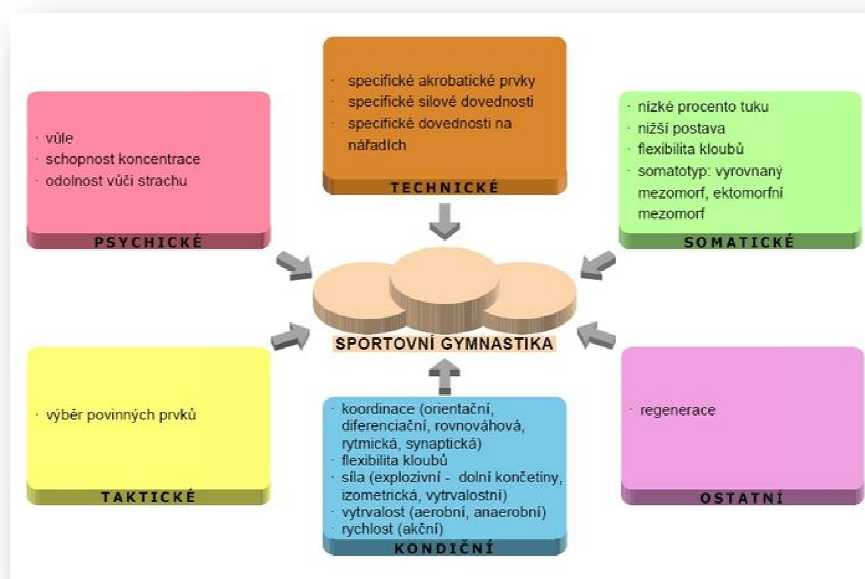 · vůle
· schopnost koncentrace
· odolnost vůči strachu
PSYCHICKÉ
· specifické akrobatické prvky
· specifické silové dovednosti
· specifické dovednosti na
nářadích
TECHNICKÉ
· nízké procento tuku
· nižší postava
· flexibilita kloubů
· somatotyp: vyrovnaný
mezomorf, ektomorfní
mezomorf
SOMATICKÉ
SPORTOVNÍ GYMNASTIKA
· výběr povinných prvků
TAKTICKÉ
· koordinace (orientační,
diferenciační, rovnováhová,
rytmická, synaptická)
· flexibilita kloubů
· síla (explozivní - dolní končetiny,
izometrická, vytrvalostní)
· vytrvalost (aerobní, anaerobní)
· rychlost (akční)
KONDIČNÍ
· regenerace
OSTATNÍ